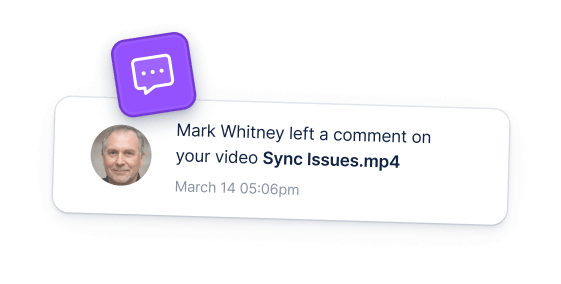 Mark Whitney left a comment on
your video Sync Issues.mp4
March 14 05:06pm